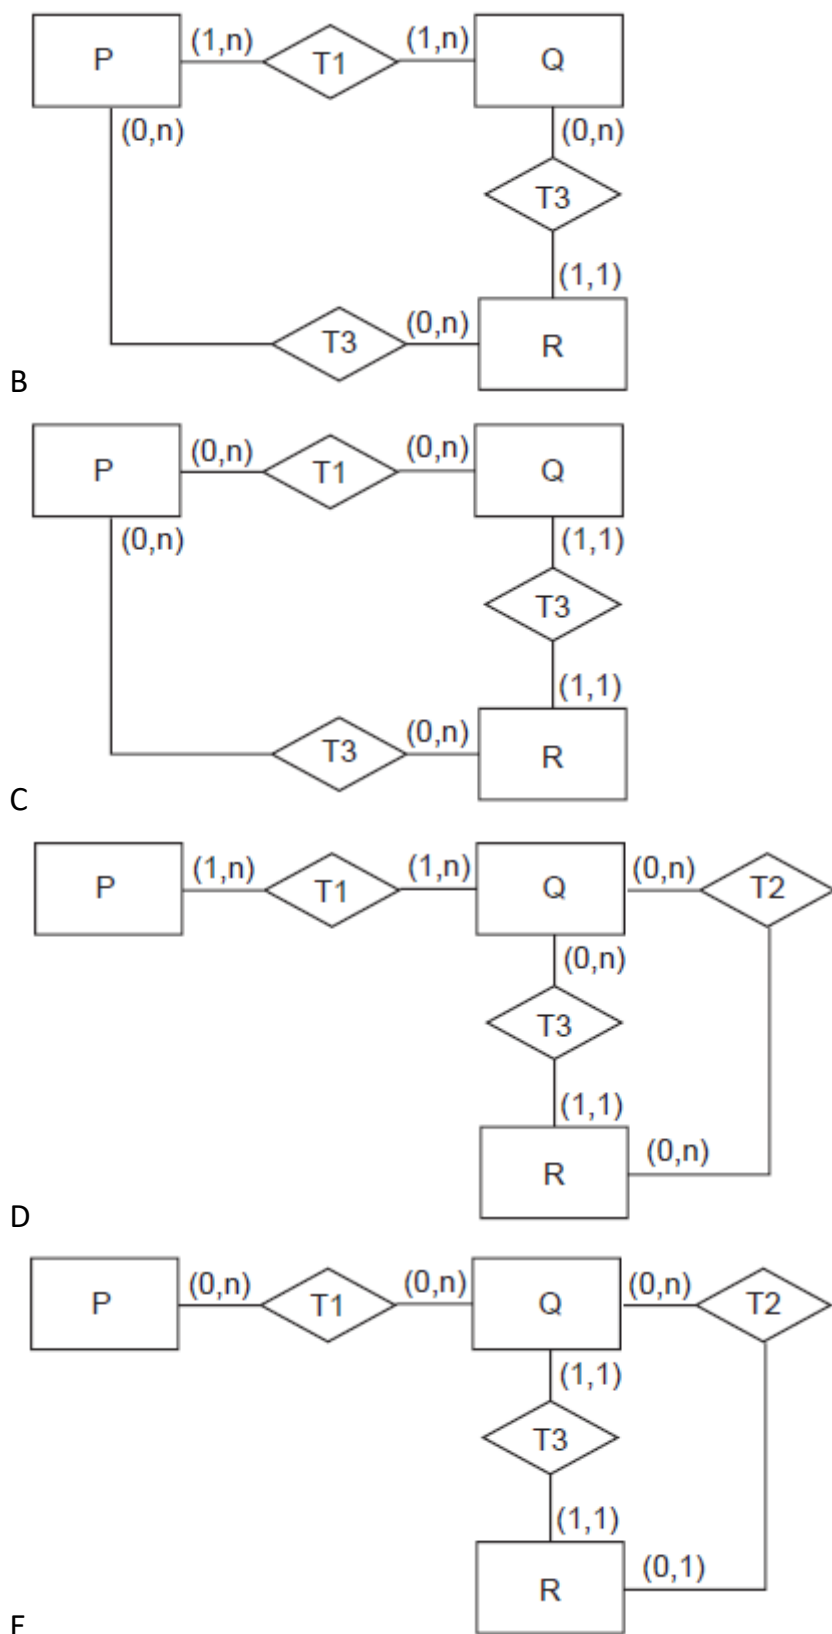 P (1,n) T1 (1,n) Q
(0,n) (0,n)
T3
(1,1)
T3 (0,n) R
B
P (0,n) T1 (0,n) Q
(0,n) (1,1)
T3
(1,1)
T3 (0,n) R
C
P (1,n) T1 (1,n) Q (0,n) T2
(0,n)
T3
(1,1)
R (0,n)
D
P (0,n) T1 (0,n) Q (0,n) T2
(1,1)
T3
(1,1)
R (0,1)